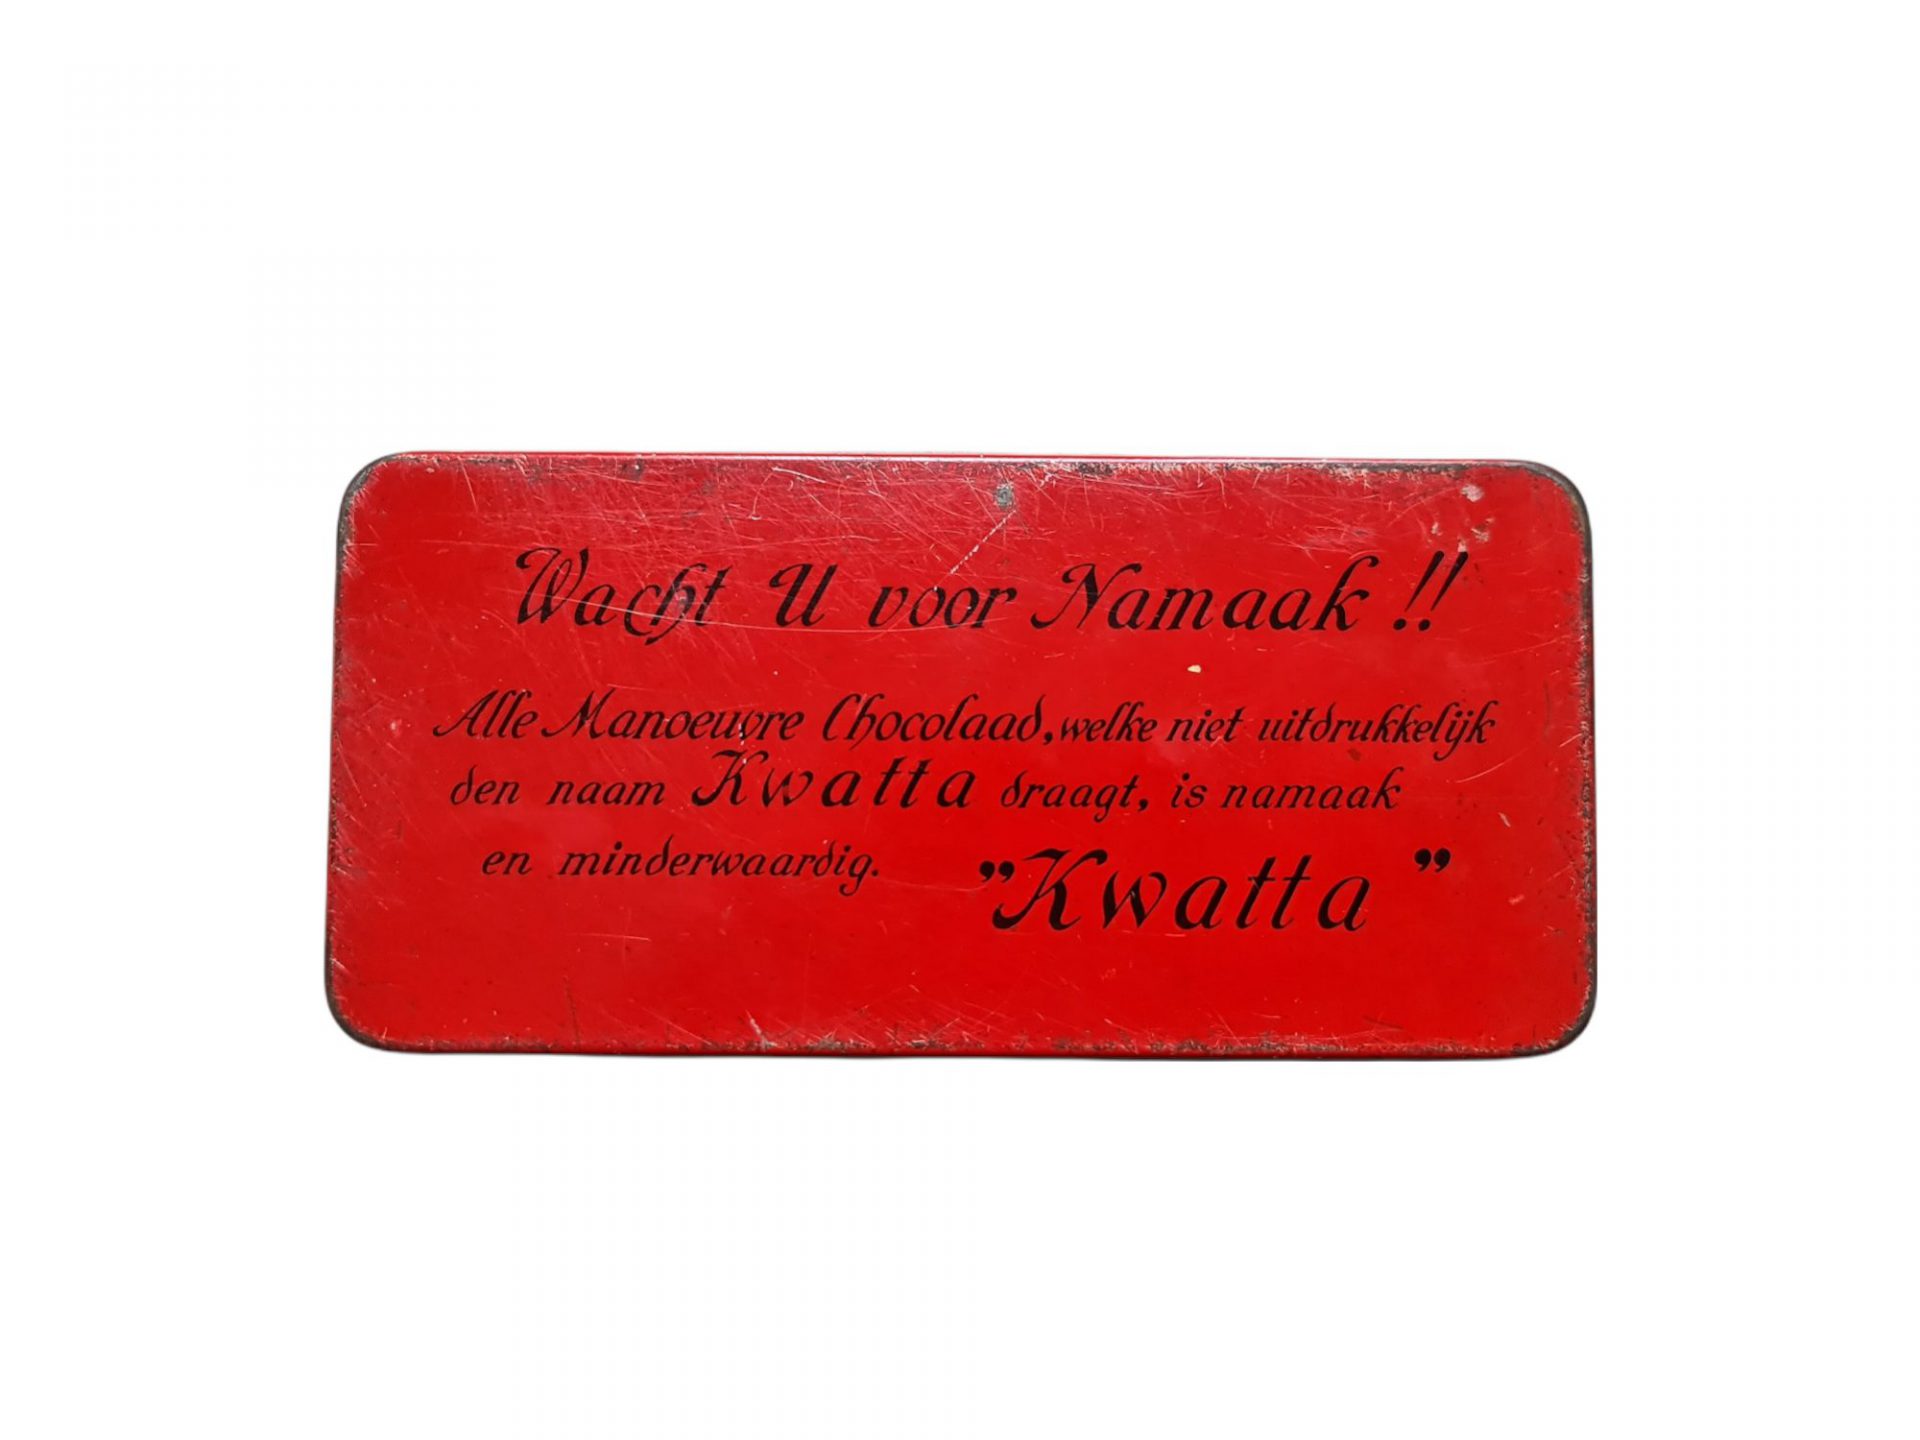 Wacht U voor Namaak !!
Alle Manoeuvre Chocolaad, welke niet uitdrukkelijk
den naam Kwatta draagt, is namaak
en minderwaardig.
"Kwatta"